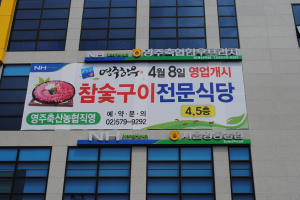 NH 영주축협한우프라자
영주한우 4월 8일 영업개시
참숯구이전문식당
4,5층
영주축산농협직영
예·약·문·의
02)579-9292
NH